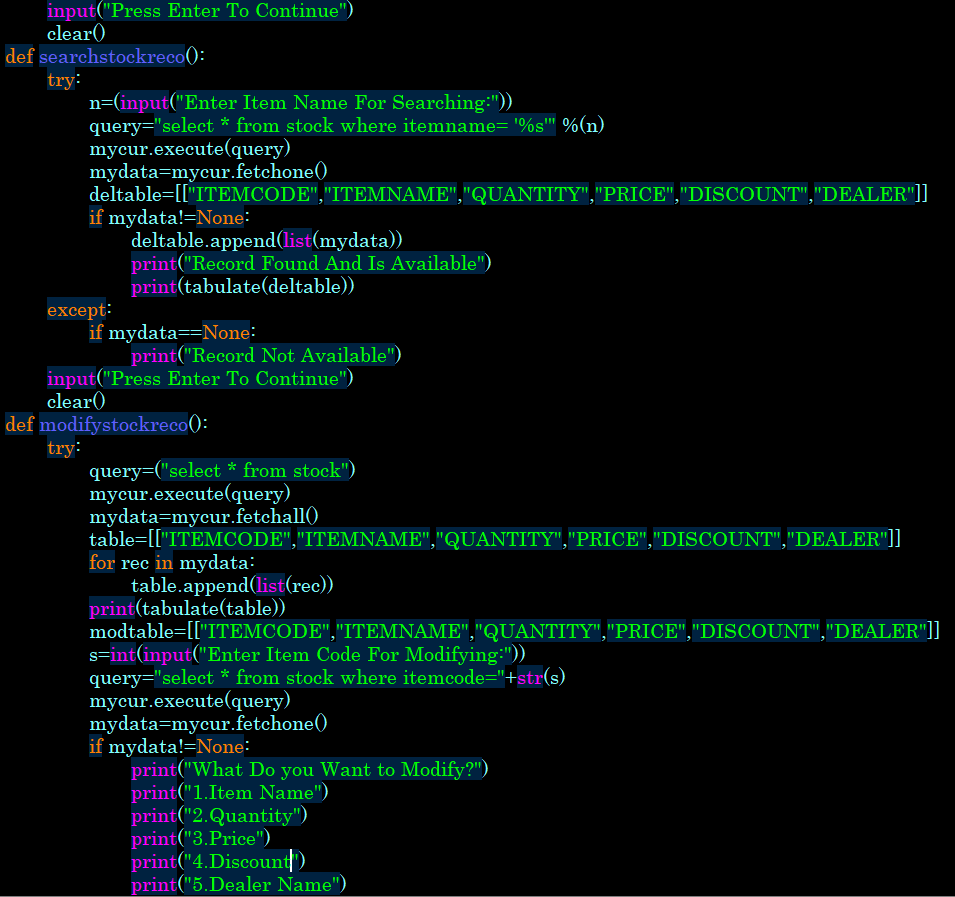 input("Press Enter To Continue")
clear()
def searchstockreco():
try:
n=(input("Enter Item Name For Searching:"))
query="select * from stock where itemname= '%s'" %(n)
mycur.execute(query)
mydata=mycur.fetchone()
deltable=[["ITEMCODE","ITEMNAME","QUANTITY","PRICE","DISCOUNT","DEALER"]]
if mydata!=None:
deltable.append(list(mydata))
print("Record Found And Is Available")
print(tabulate(deltable))
except:
if mydata==None:
print("Record Not Available")
input("Press Enter To Continue")
clear()
def modifystockreco():
try:
query=("select * from stock")
mycur.execute(query)
mydata=mycur.fetchall()
table=[["ITEMCODE","ITEMNAME","QUANTITY","PRICE","DISCOUNT","DEALER"]]
for rec in mydata:
table.append(list(rec))
print(tabulate(table))
modtable=[["ITEMCODE","ITEMNAME","QUANTITY","PRICE","DISCOUNT","DEALER"]]
s=int(input("Enter Item Code For Modifying:"))
query="select * from stock where itemcode="+str(s)
mycur.execute(query)
mydata=mycur.fetchone()
if mydata!=None:
print("What Do you Want to Modify?")
print("1.Item Name")
print("2.Quantity")
print("3.Price")
print("4.Discount")
print("5.Dealer Name")